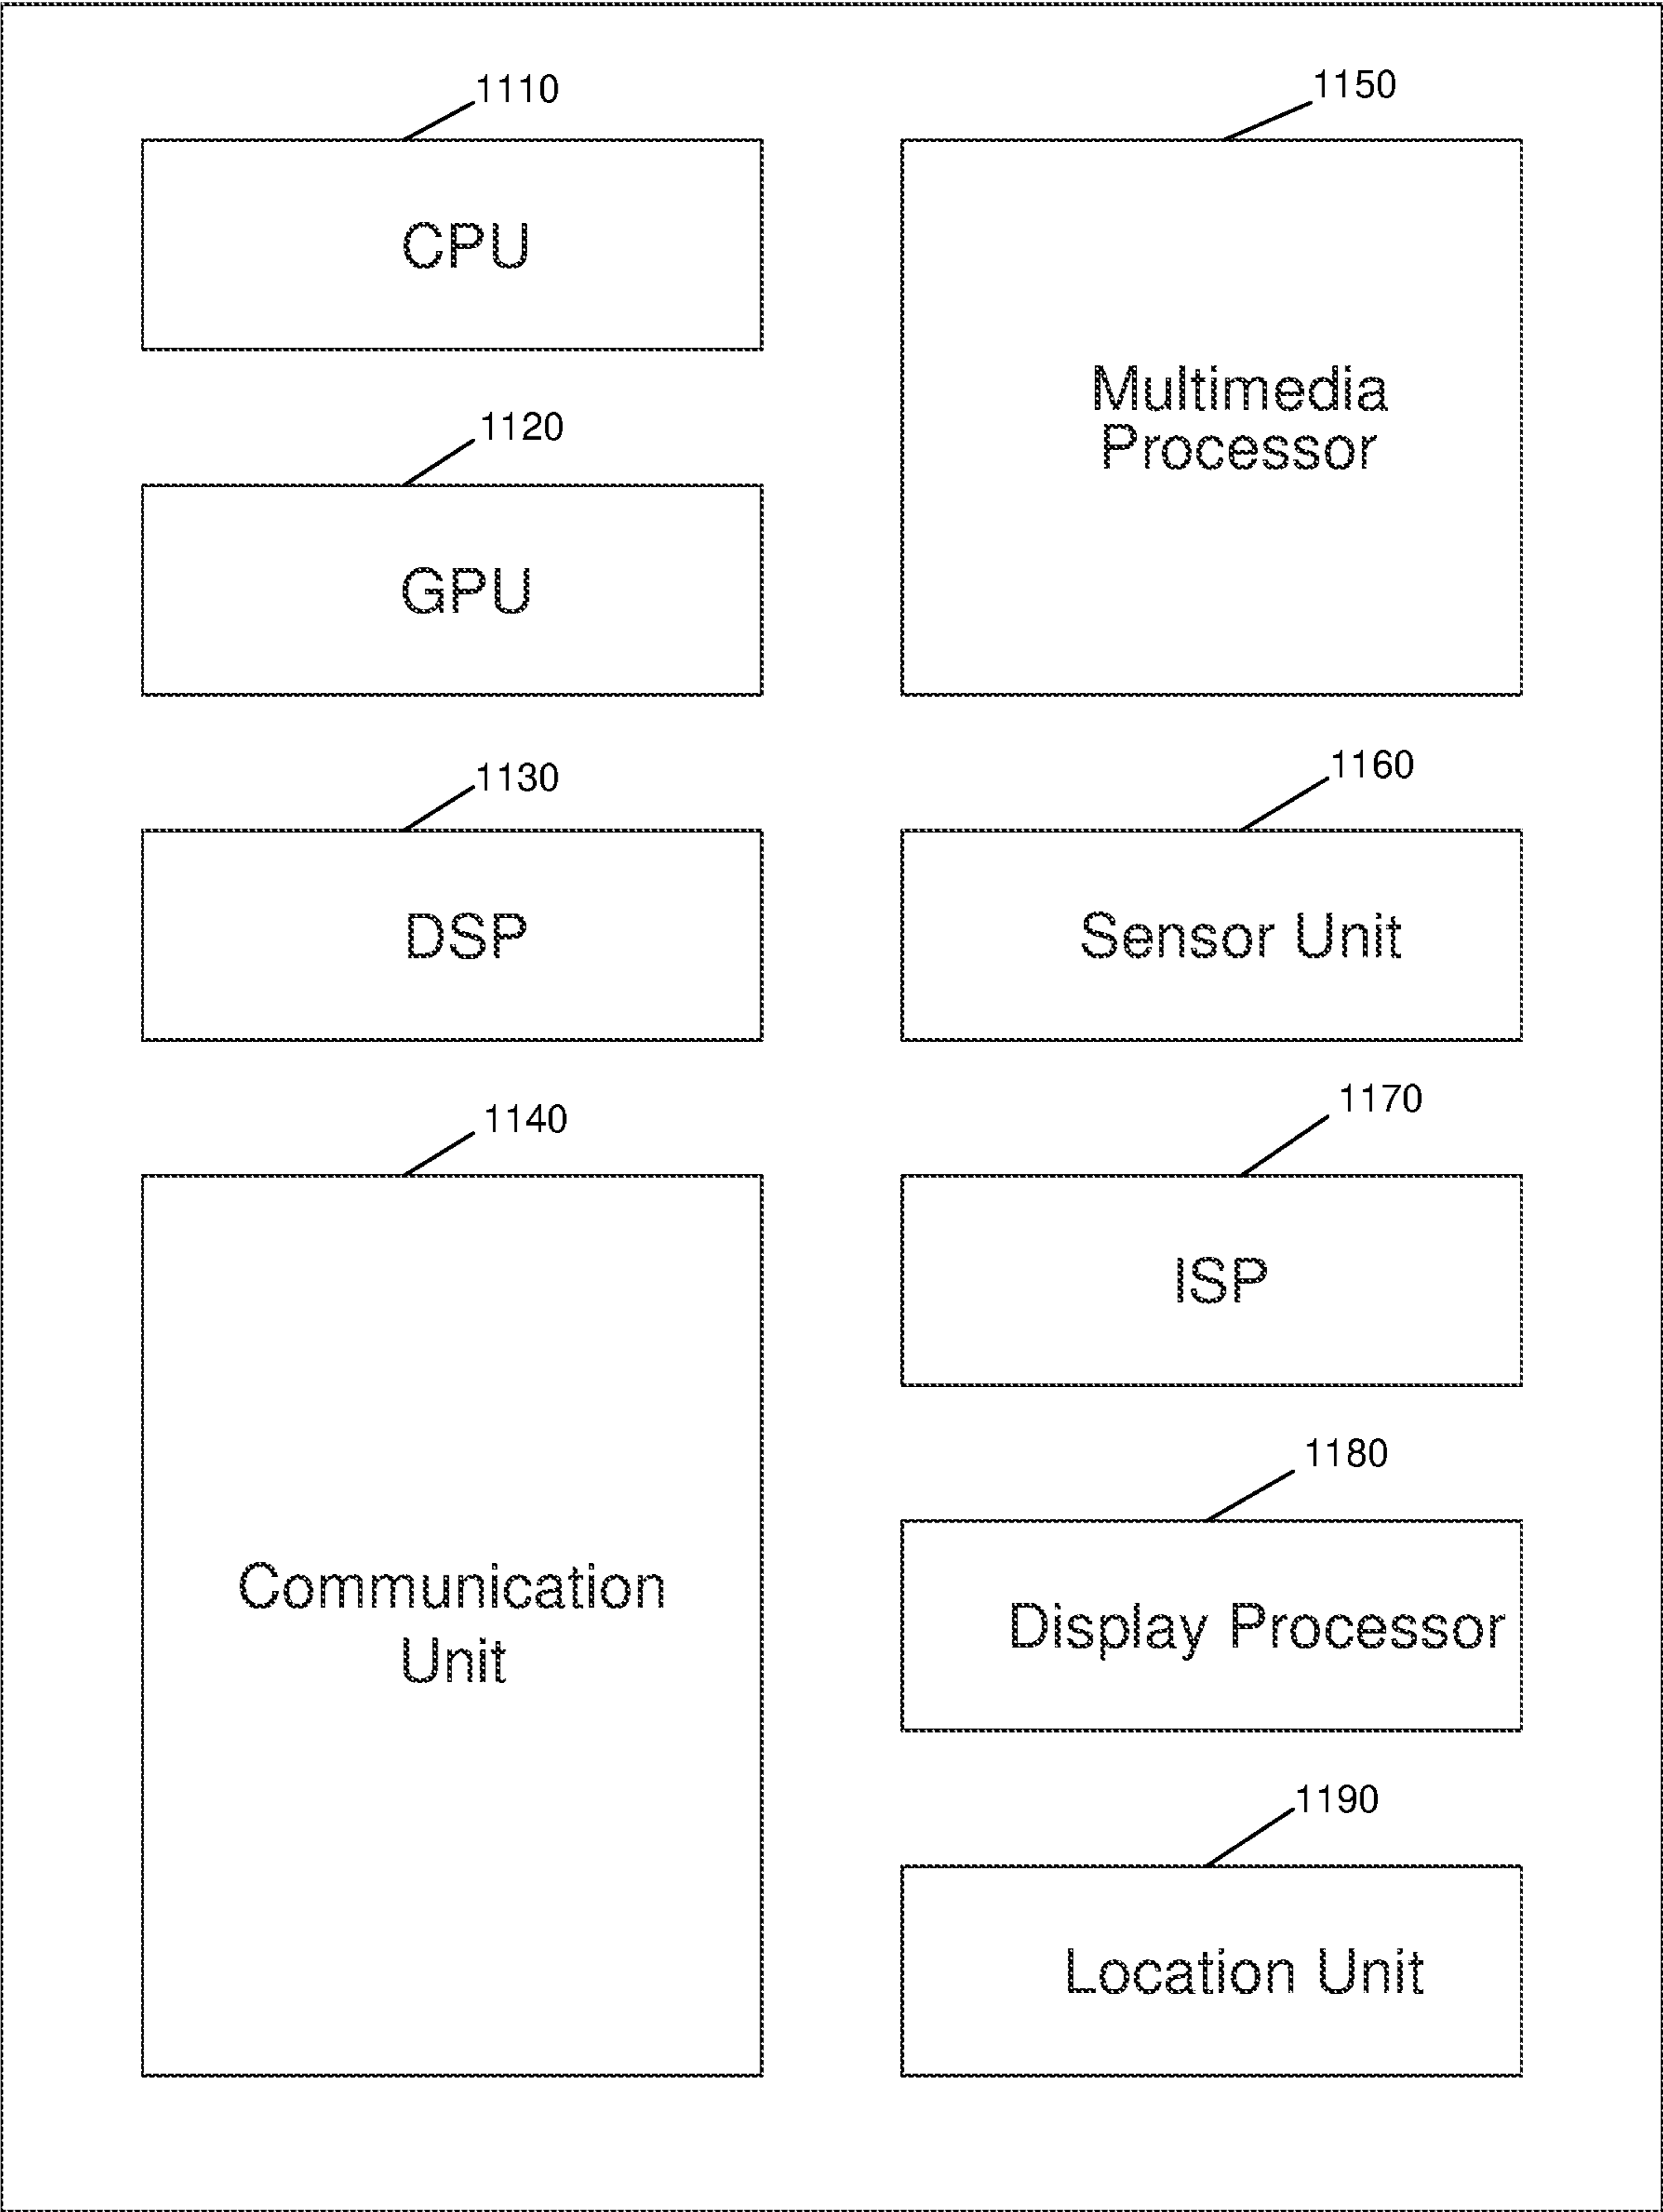 1110
CPU
1120
GPU
1130
DSP
1140
Communication
Unit
1150
Multimedia
Processor
1160
Sensor Unit
1170
ISP
1180
Display Processor
1190
Location Unit